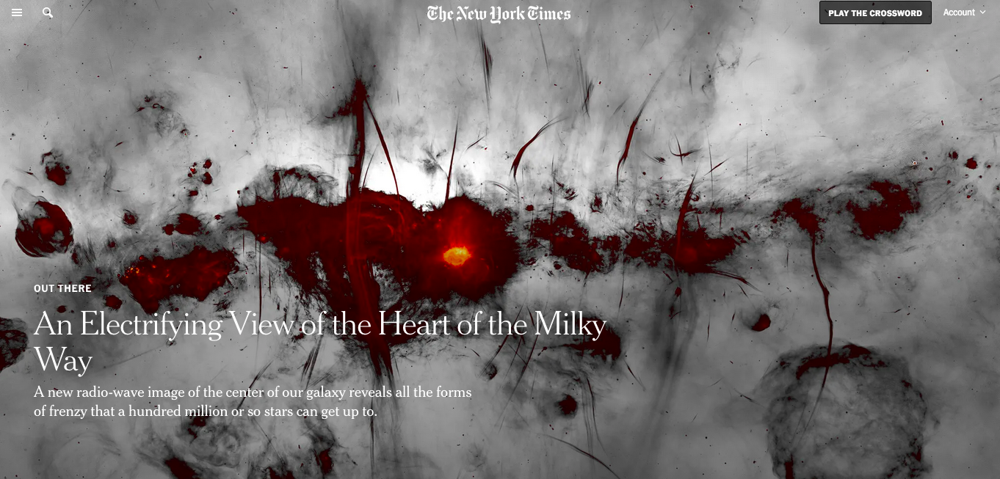 The New York Times
PLAY THE CROSSWORD
Account
OUT THERE
An Electrifying View of the Heart of the Milky
Way
A new radio-wave image of the center of our galaxy reveals all the forms
of frenzy that a hundred million or so stars can get up to.